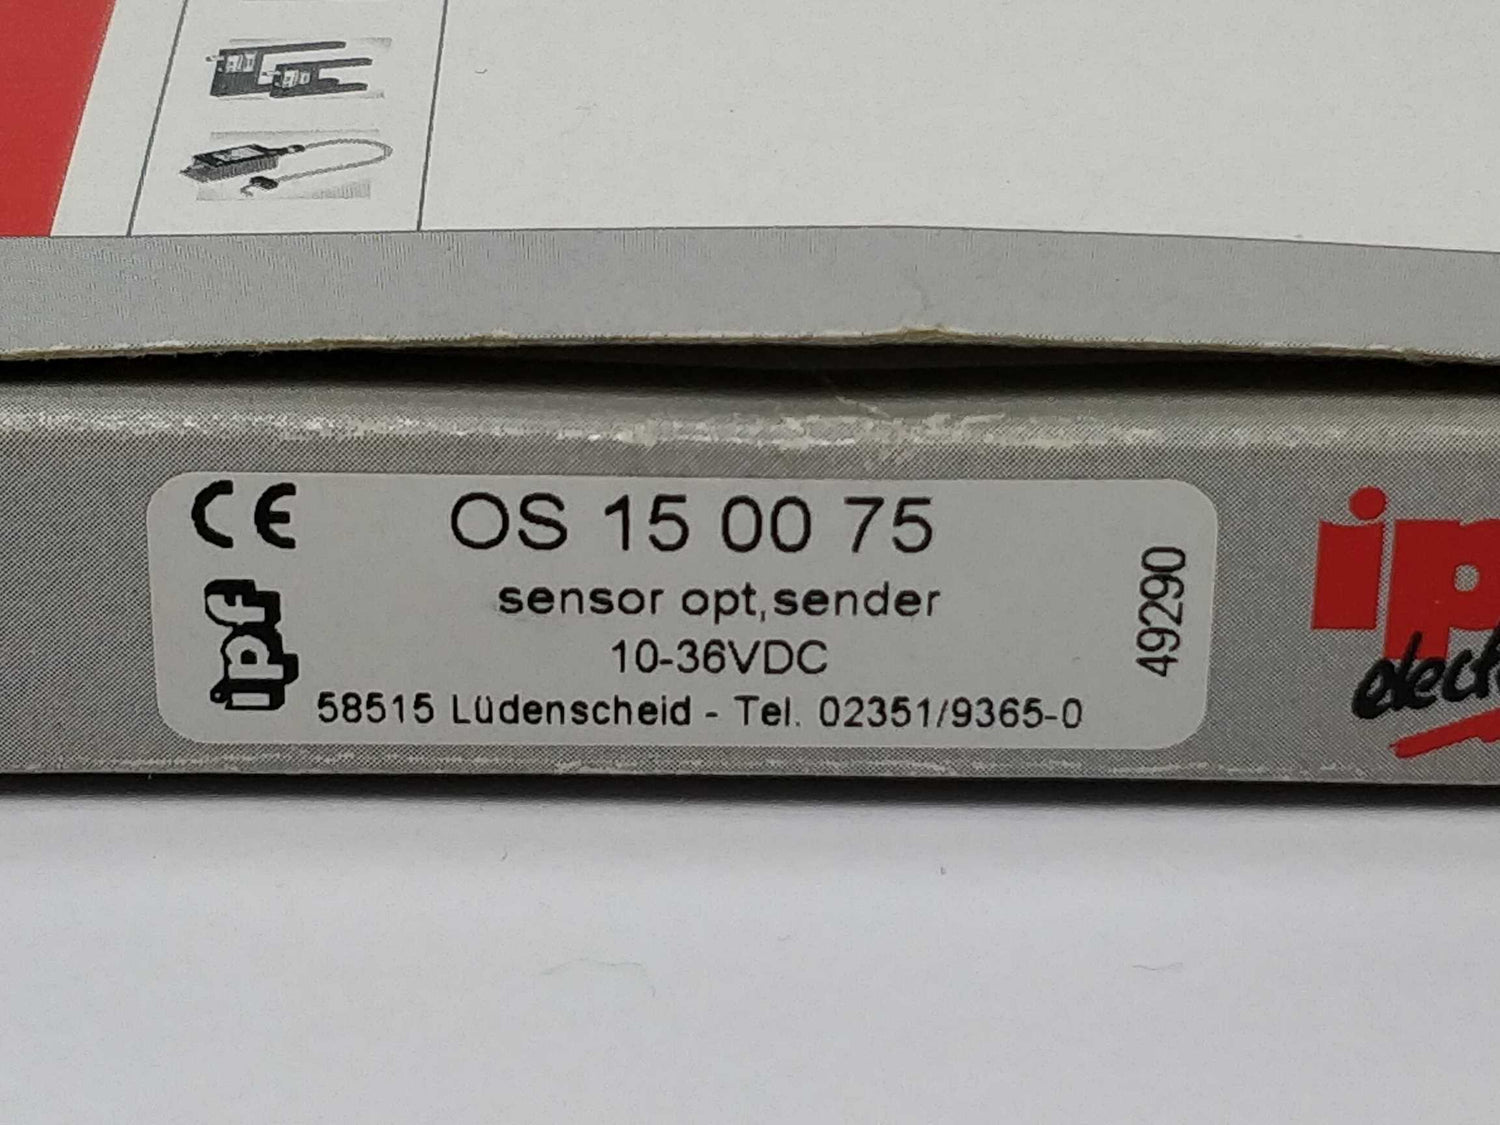 CE OS 15 00 75
ipf sensor opt,sender
10-36VDC
58515 Lüdenscheid - Tel. 02351/9365-0
49290
ip
elect